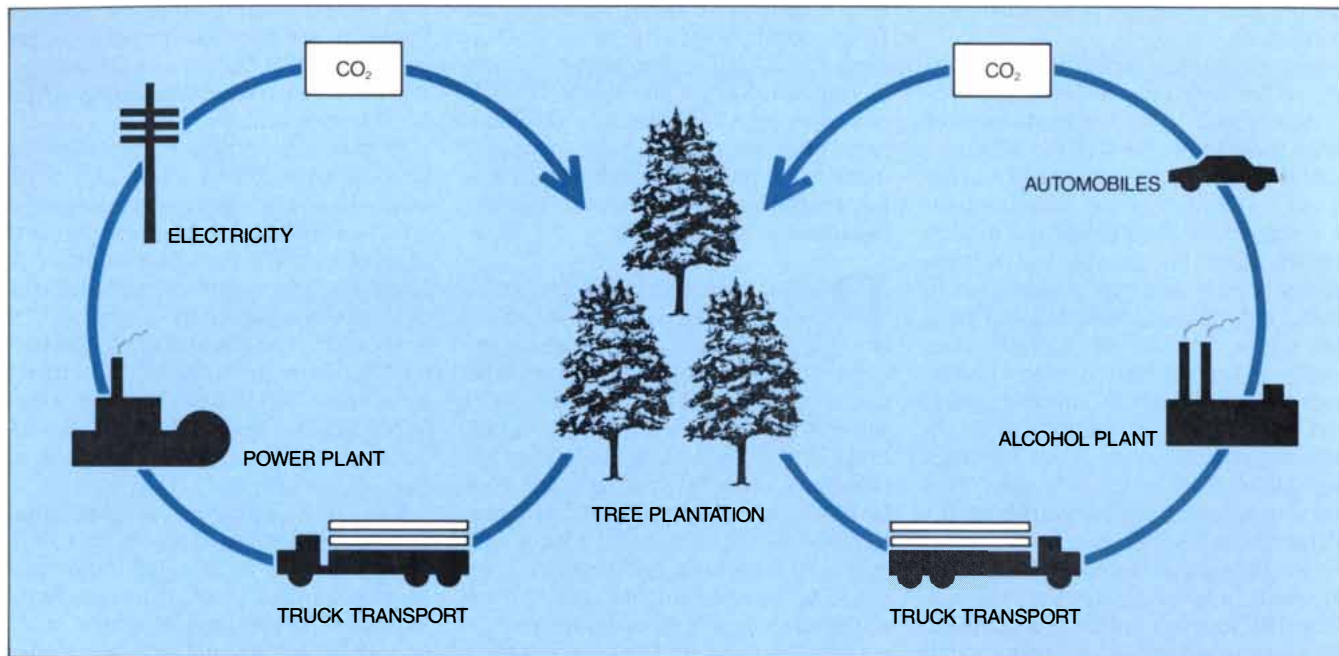 CO₂
CO₂
AUTOMOBILES
ELECTRICITY
ALCOHOL PLANT
POWER PLANT
TREE PLANTATION
TRUCK TRANSPORT
TRUCK TRANSPORT